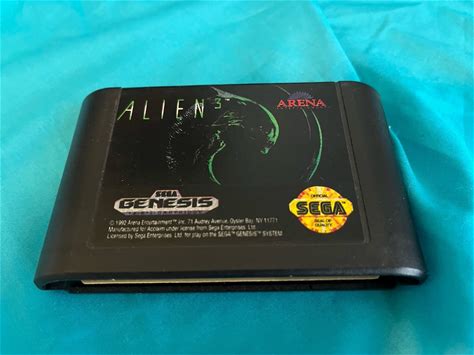 ALIEN 3
ARENA
SEGA
GENESIS
OFFICIAL
SEGA
SEAL OF
QUALITY
© 1992 Arena Entertainment™ Inc. 71 Audrey Avenue, Oyster Bay, NY 11771
Manufactured for Acclaim under license from Sega Enterprises Ltd.
Licensed by Sega Enterprises Ltd. for play on the SEGA™ GENESIS™ SYSTEM.